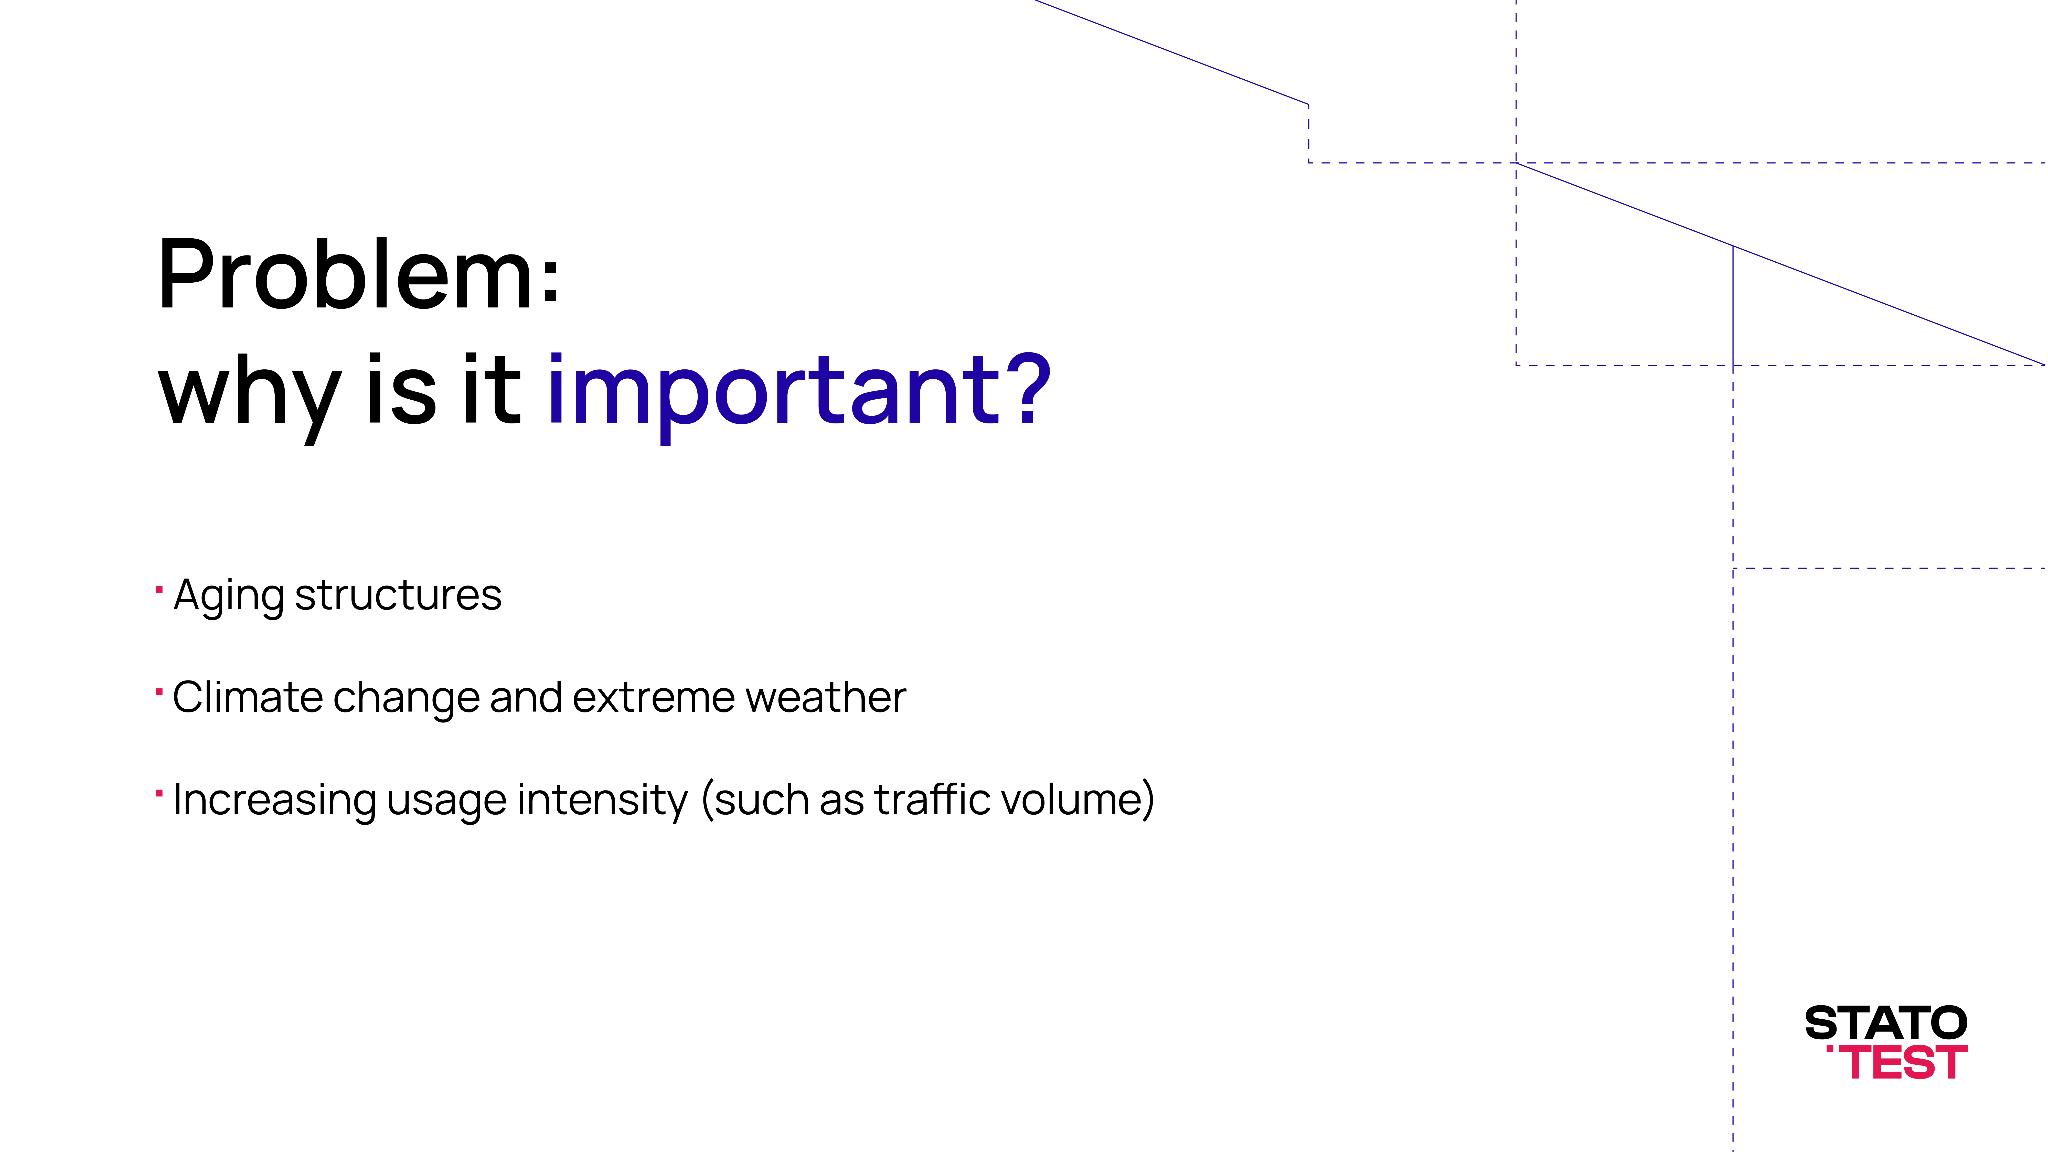 Problem:
why is it important?
Aging structures
Climate change and extreme weather
Increasing usage intensity (such as traffic volume)
STATO
TEST